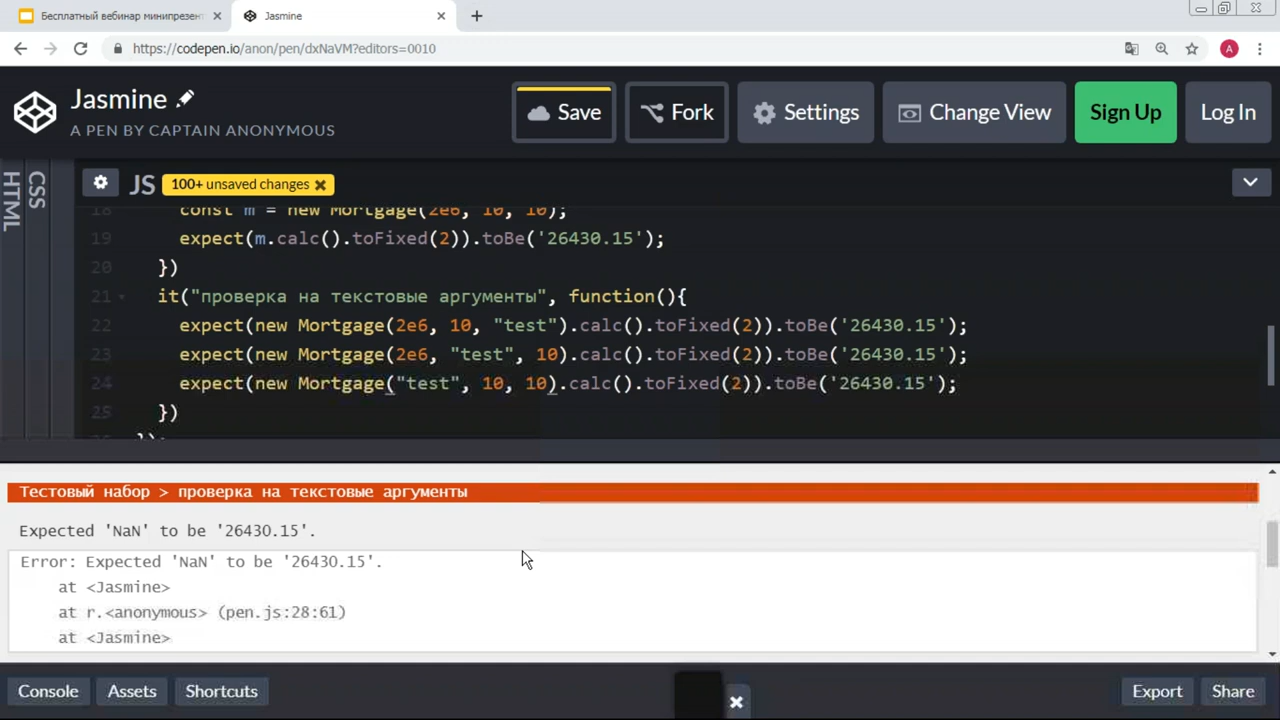 Бесплатный вебинар минипрезент
Jasmine
https://codepen.io/anon/pen/dxNaVM?editors=0010
A
Jasmine
A PEN BY CAPTAIN ANONYMOUS
Save
Fork
Settings
Change View
Sign Up
Log In
HTML
CSS
JS
100+ unsaved changes
18 const m = new Mortgage(2e6, 10, 10);
19 expect(m.calc().toFixed(2)).toBe('26430.15');
20 })
21 it("проверка на текстовые аргументы", function(){
22 expect(new Mortgage(2e6, 10, "test").calc().toFixed(2)).toBe('26430.15');
23 expect(new Mortgage(2e6, "test", 10).calc().toFixed(2)).toBe('26430.15');
24 expect(new Mortgage("test", 10, 10).calc().toFixed(2)).toBe('26430.15');
25 })
26 });
Тестовый набор > проверка на текстовые аргументы
Expected 'NaN' to be '26430.15'.
Error: Expected 'NaN' to be '26430.15'.
at <Jasmine>
at r.<anonymous> (pen.js:28:61)
at <Jasmine>
Console
Assets
Shortcuts
Export
Share